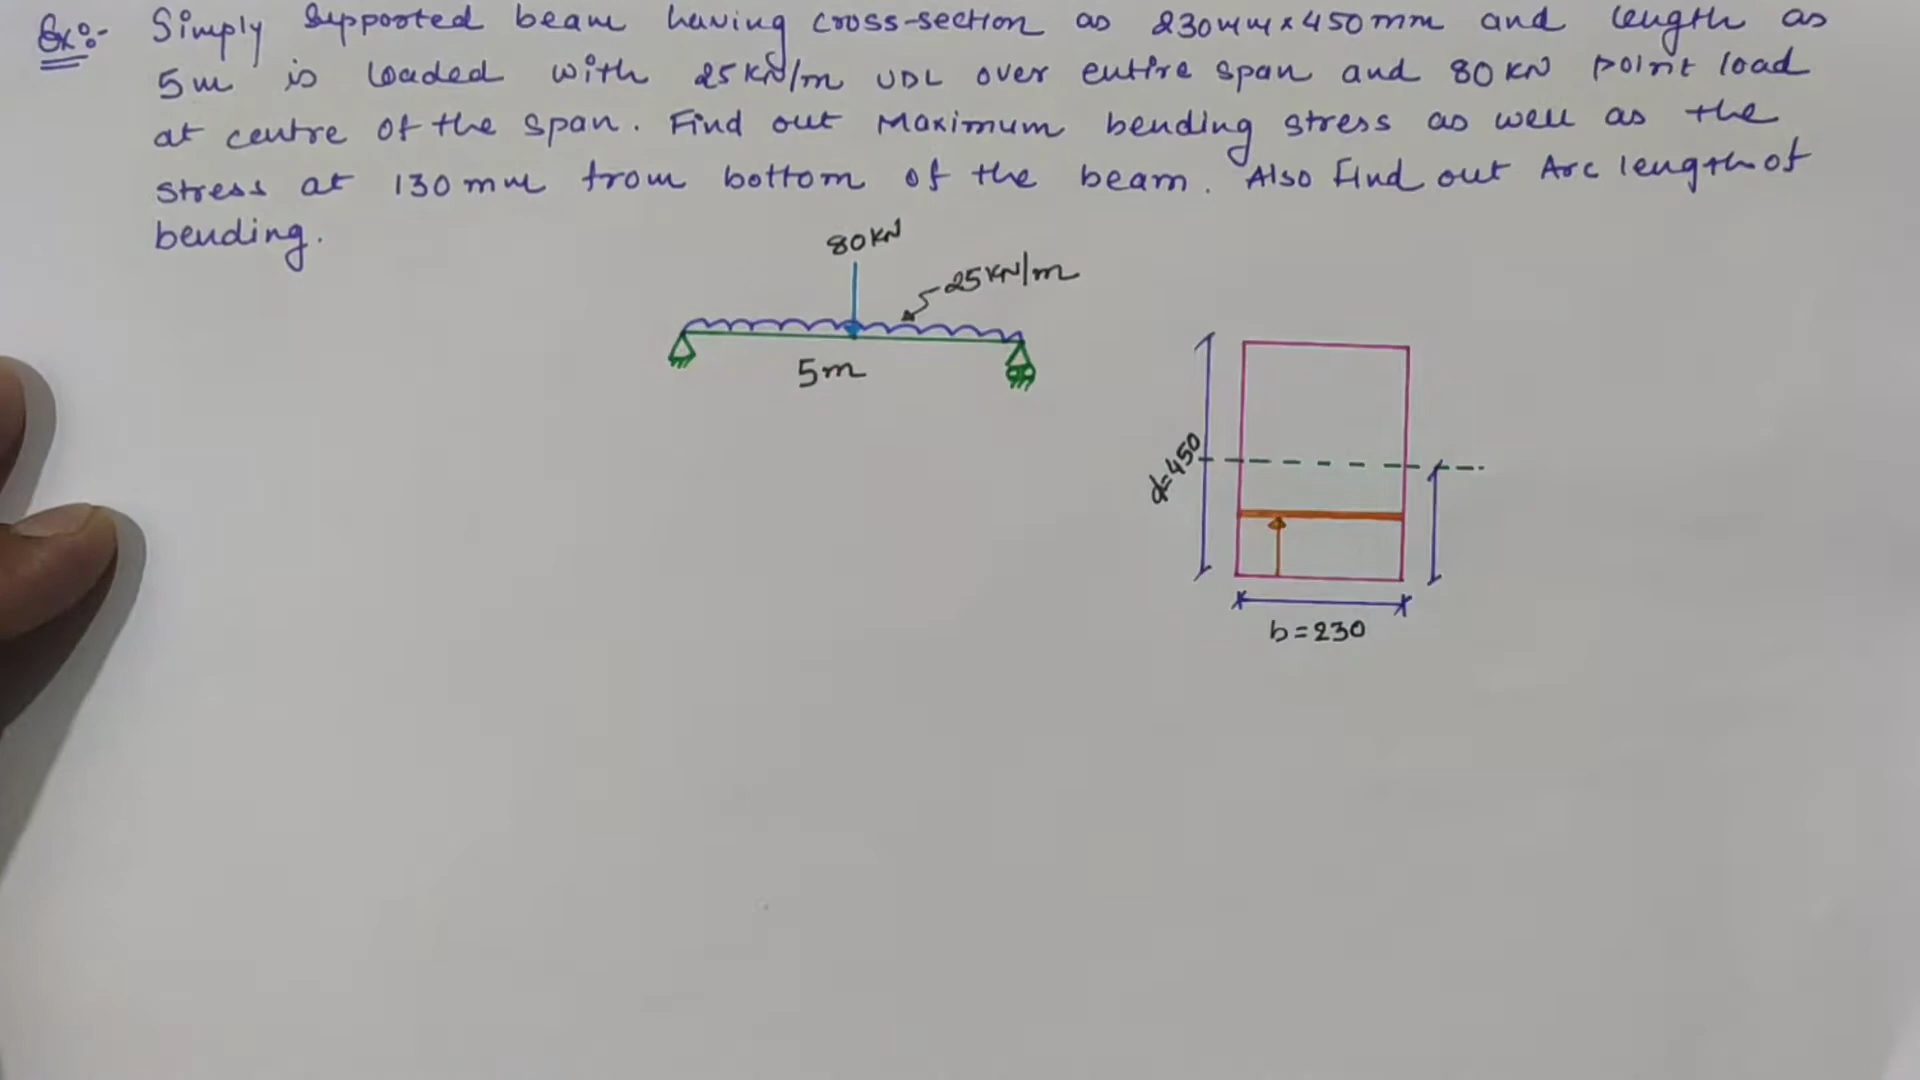 Ex:- Simply Supported beam having cross-section as 230mm×450mm and length as
5m is loaded with 25KN/m UDL over entire span and 80KN point load
at centre of the span. Find out Maximum bending stress as well as the
stress at 130mm from bottom of the beam. Also Find out Arc length of
bending.
80KN
25KN/m
5m
d=450
b=230